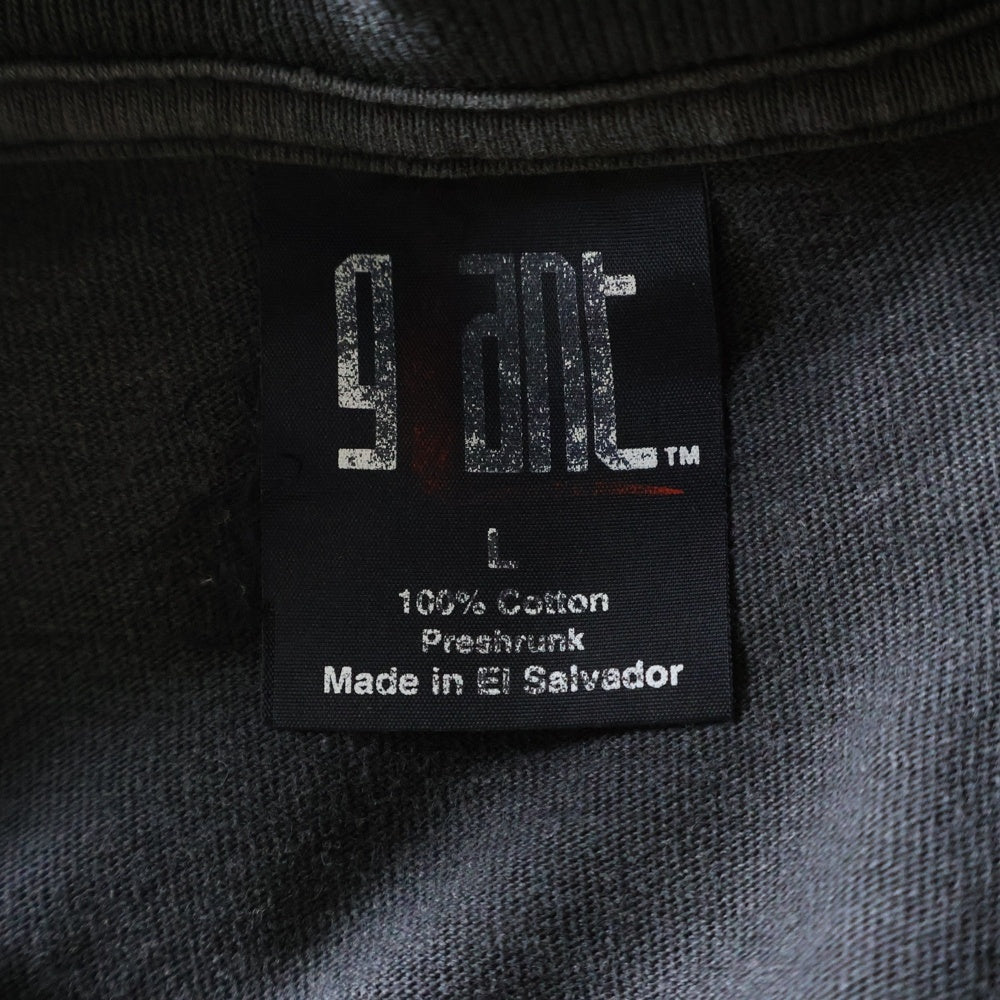 giant™
L
100% Cotton
Preshrunk
Made in El Salvador